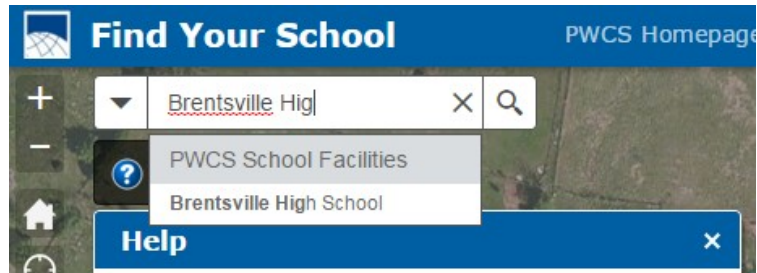 Find Your School
PWCS Homepage
Brentsville Hig
PWCS School Facilities
Brentsville High School
Help